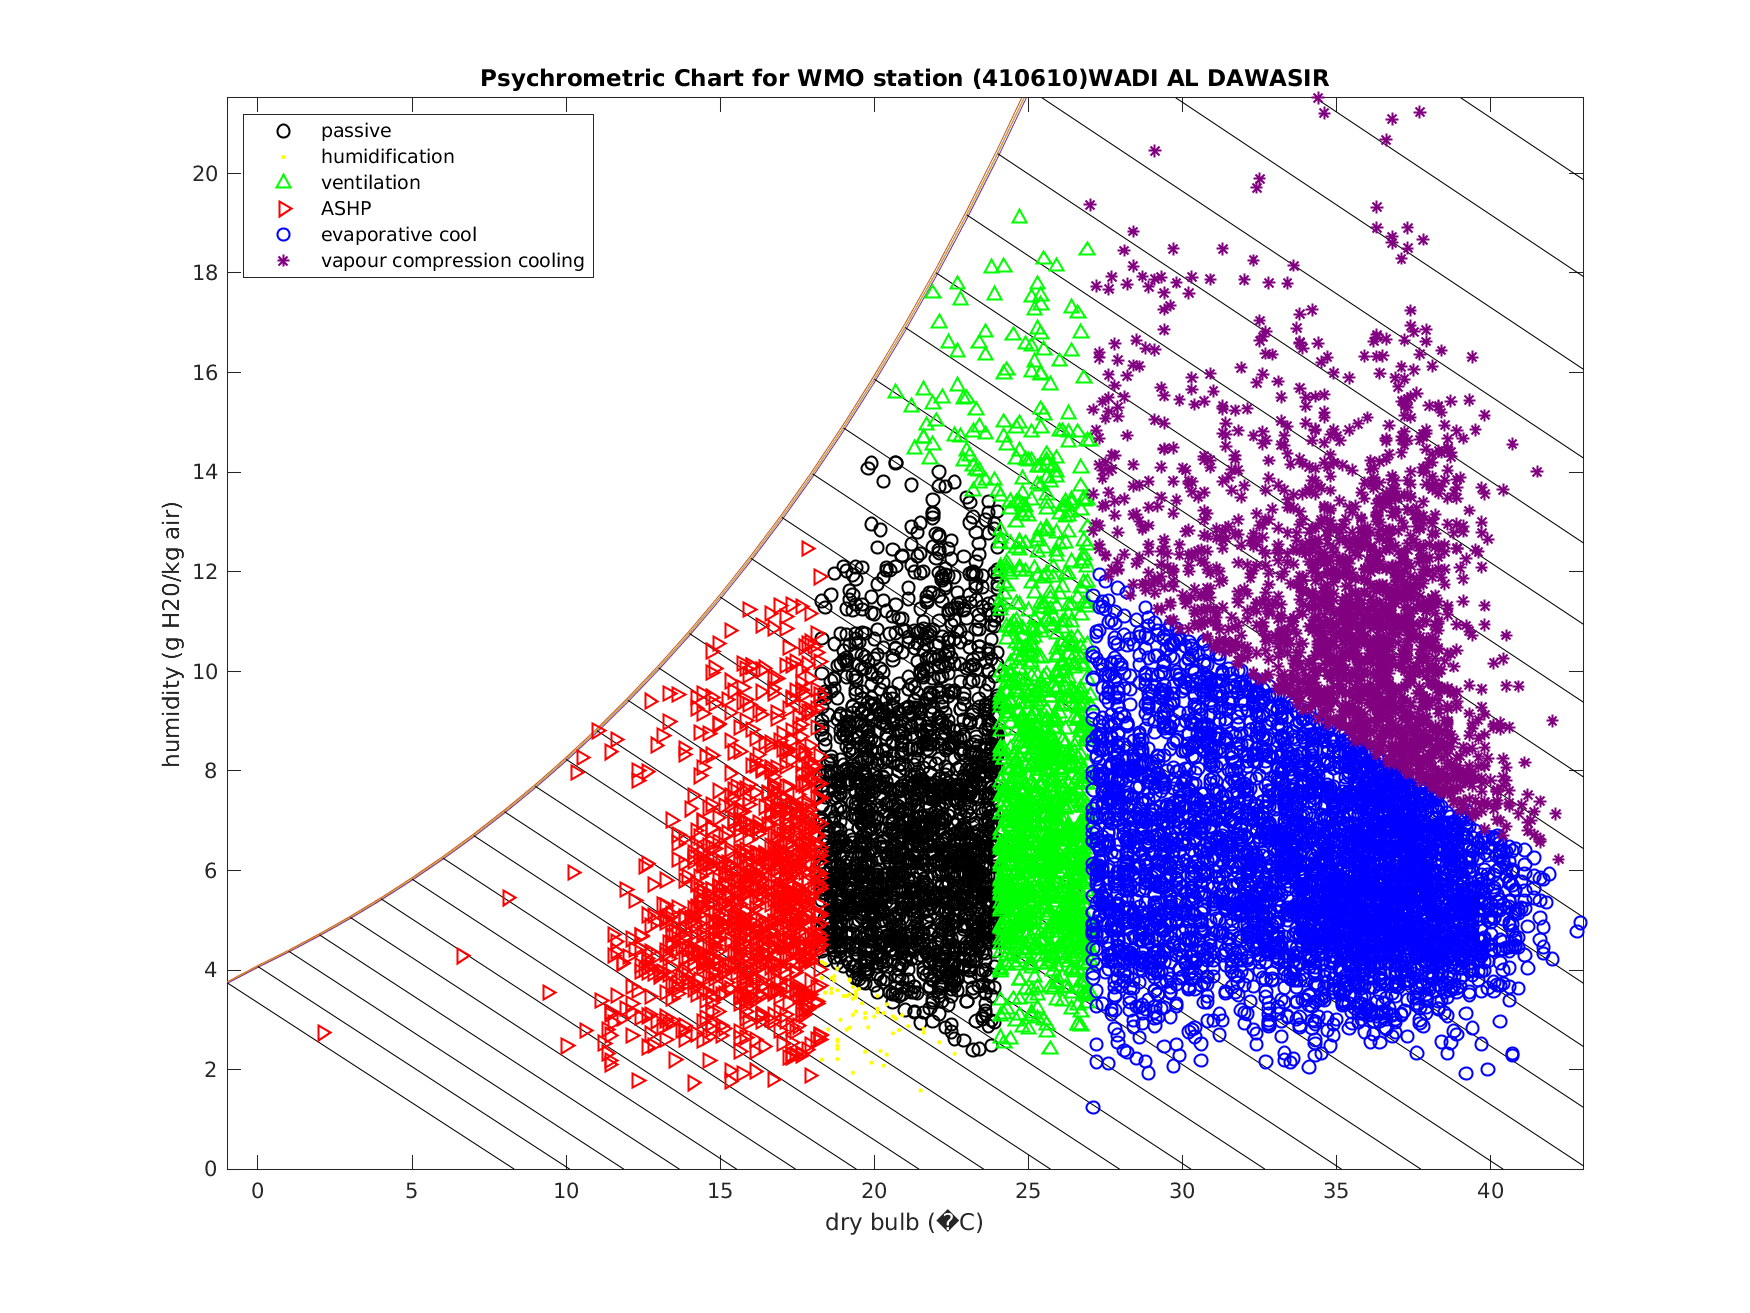 Psychrometric Chart for WMO station (410610)WADI AL DAWASIR
passive
humidification
ventilation
ASHP
evaporative cool
vapour compression cooling
humidity (g H20/kg air)
20
18
16
14
12
10
8
6
4
2
0
0 5 10 15 20 25 30 35 40
dry bulb (�C)